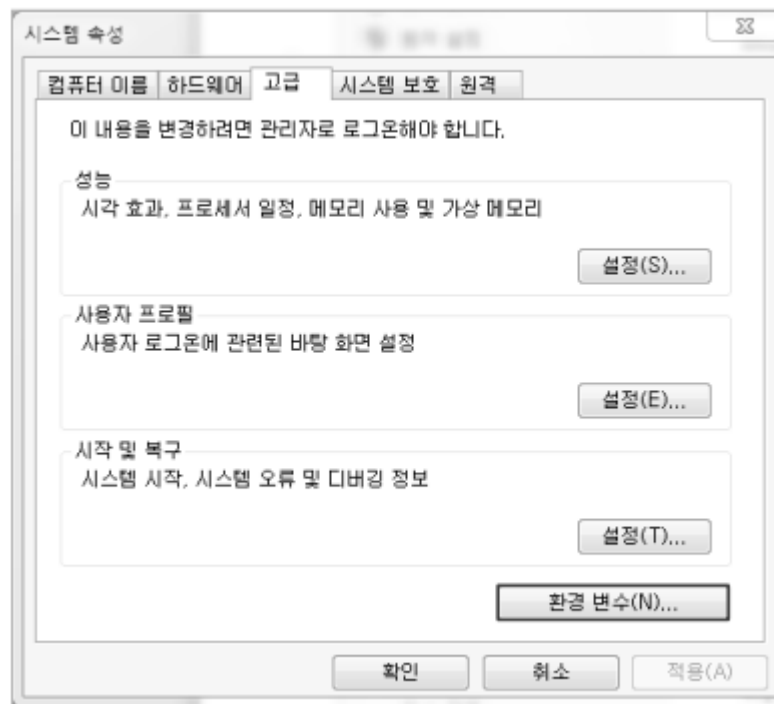 시스템 속성
컴퓨터 이름 하드웨어 고급 시스템 보호 원격
이 내용을 변경하려면 관리자로 로그온해야 합니다.
성능
시각 효과, 프로세서 일정, 메모리 사용 및 가상 메모리
설정(S)...
사용자 프로필
사용자 로그온에 관련된 바탕 화면 설정
설정(E)...
시작 및 복구
시스템 시작, 시스템 오류 및 디버깅 정보
설정(T)...
환경 변수(N)...
확인 취소 적용(A)